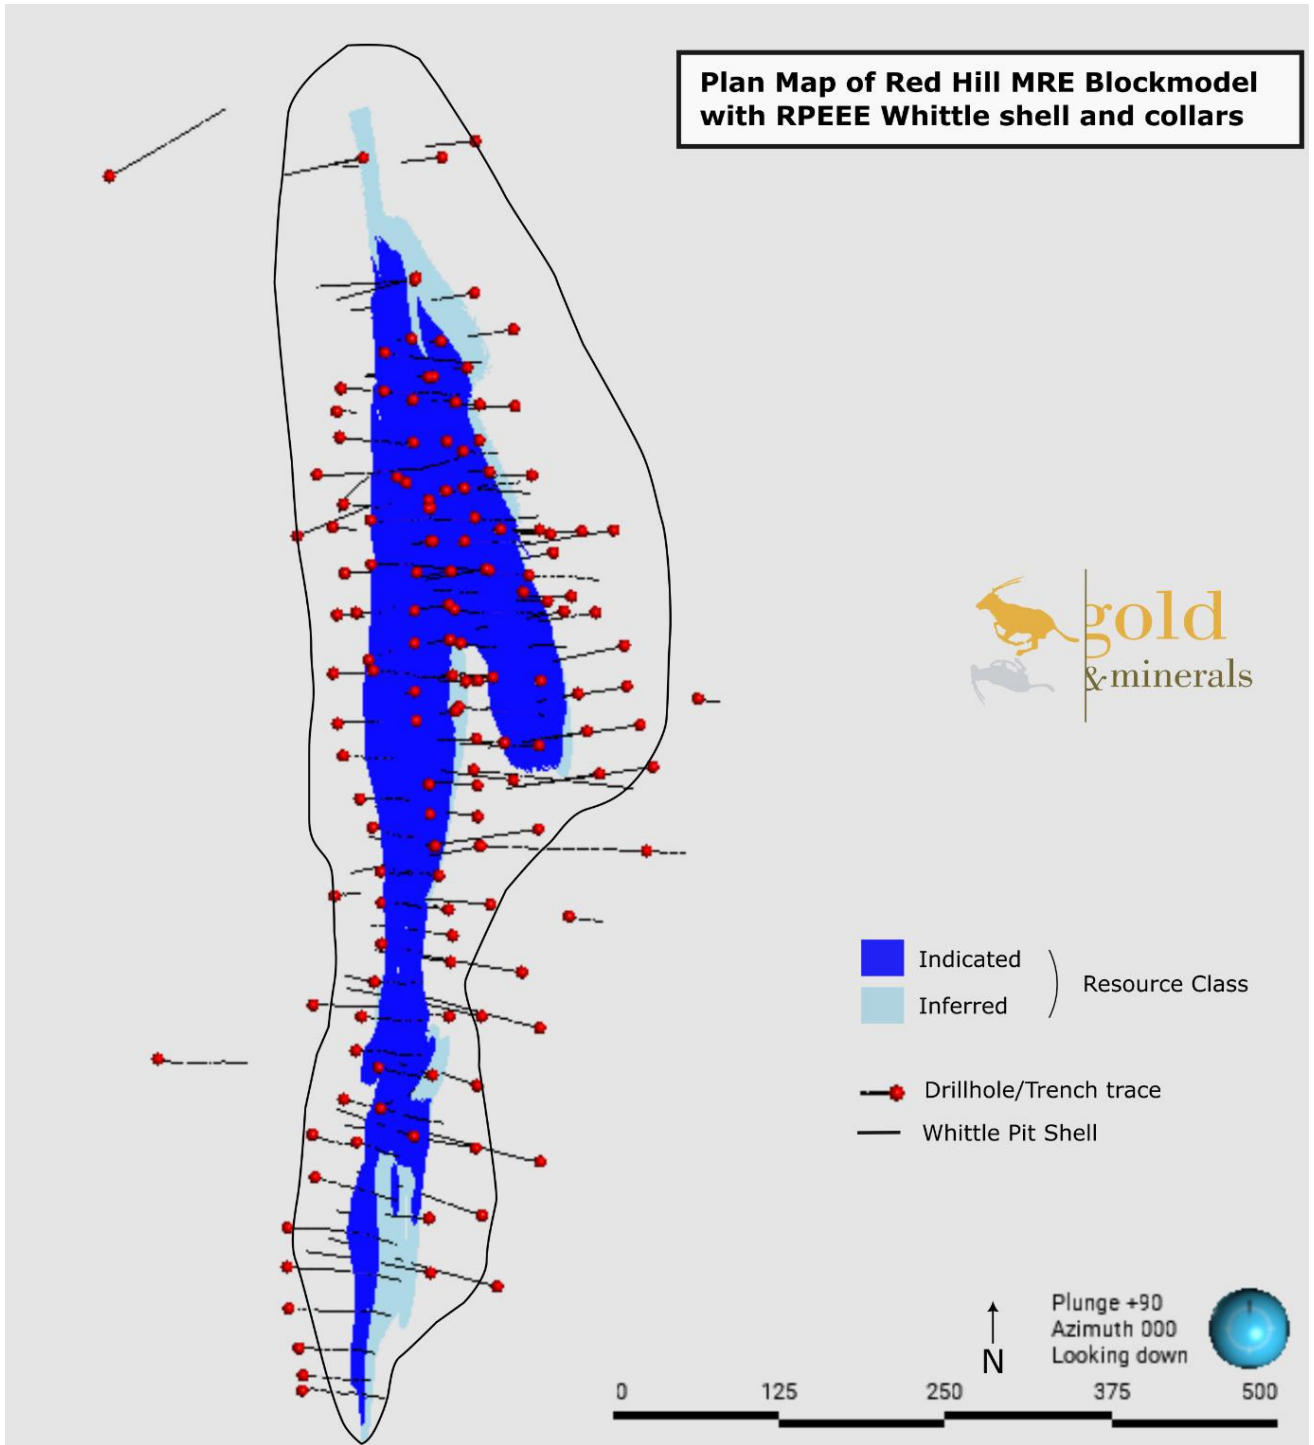 Plan Map of Red Hill MRE Blockmodel
with RPEEE Whittle shell and collars
gold
&minerals
Indicated
Inferred
Resource Class
Drillhole/Trench trace
Whittle Pit Shell
N
Plunge +90
Azimuth 000
Looking down
0 125 250 375 500